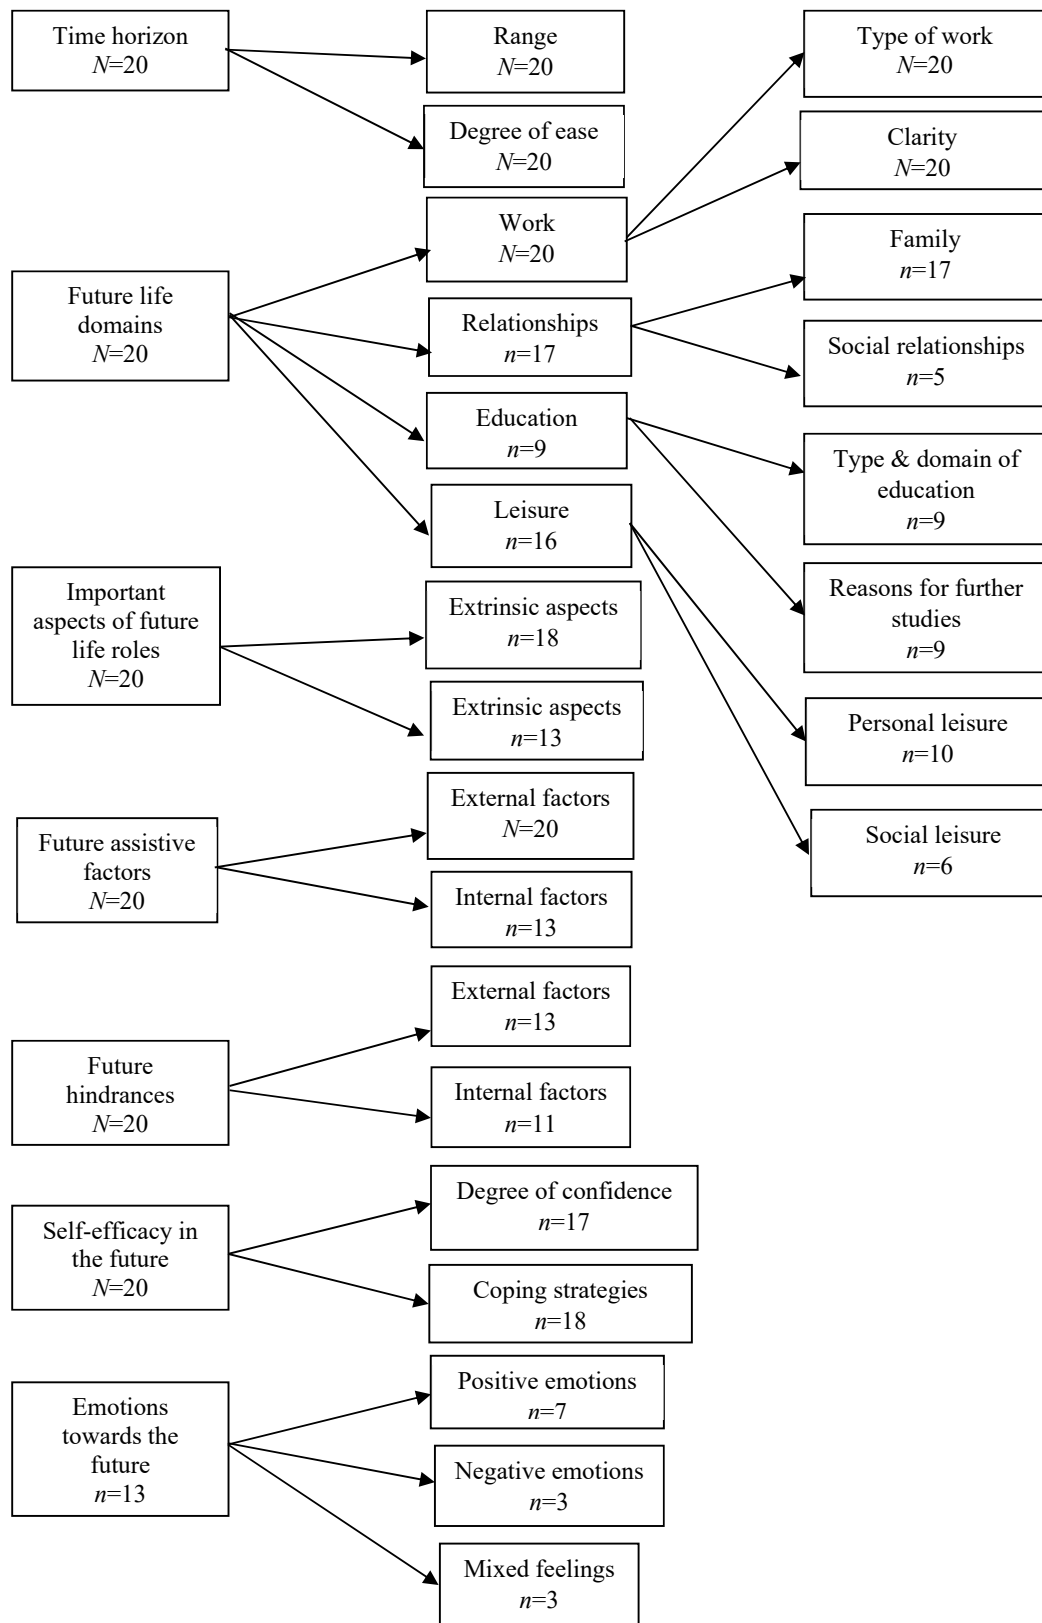 Time horizon
N=20
Range
N=20
Degree of ease
N=20
Future life
domains
N=20
Work
N=20
Type of work
N=20
Clarity
N=20
Relationships
n=17
Family
n=17
Social relationships
n=5
Education
n=9
Type & domain of
education
n=9
Reasons for further
studies
n=9
Leisure
n=16
Personal leisure
n=10
Social leisure
n=6
Important
aspects of future
life roles
N=20
Extrinsic aspects
n=18
Extrinsic aspects
n=13
Future assistive
factors
N=20
External factors
N=20
Internal factors
n=13
Future
hindrances
N=20
External factors
n=13
Internal factors
n=11
Self-efficacy in
the future
N=20
Degree of confidence
n=17
Coping strategies
n=18
Emotions
towards the
future
n=13
Positive emotions
n=7
Negative emotions
n=3
Mixed feelings
n=3